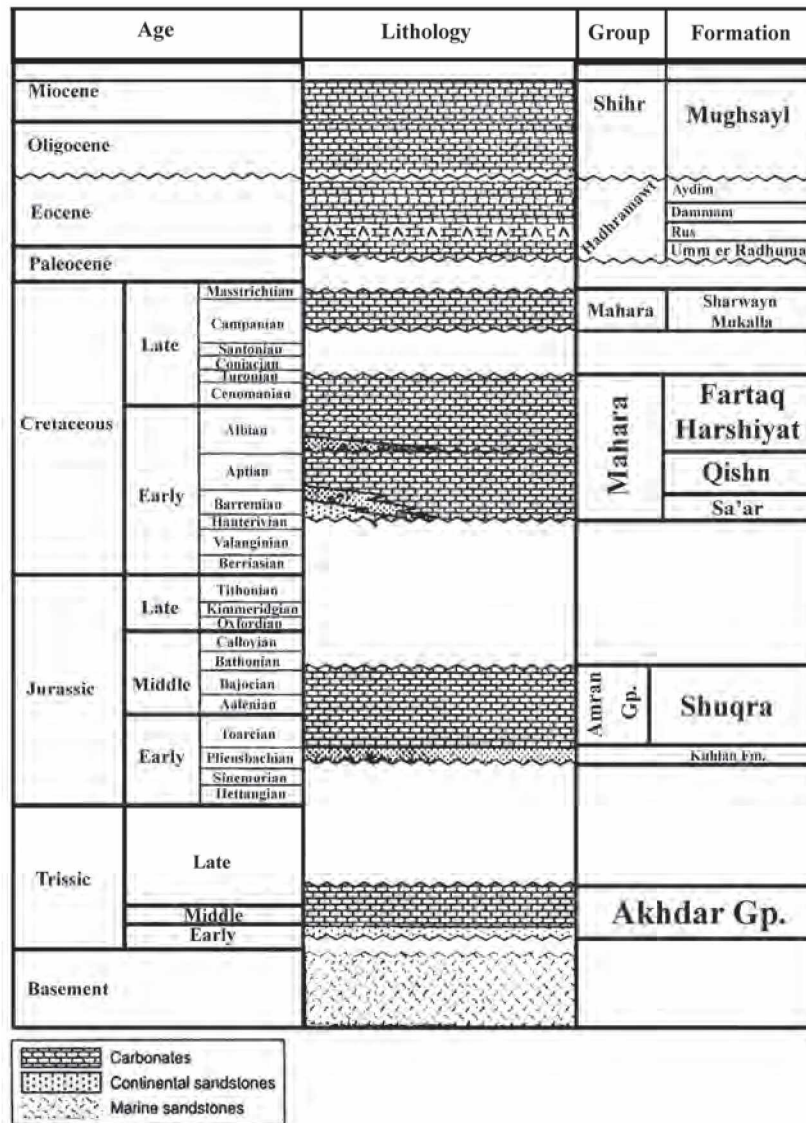 Age Lithology Group Formation
Miocene
Shihr
Mughsayl
Oligocene
Eocene
Hadhramawt
Aydim
Dammam
Rus
Umm er Radhuma
Paleocene
Cretaceous
Late
Masstrichtian
Campanian
Santonian
Coniacian
Turonian
Cenomanian
Mahara
Sharwayn
Mukalla
Early
Albian
Aptian
Barremian
Hauterivian
Valanginian
Berriasian
Mahara
Fartaq
Harshiyat
Qishn
Sa'ar
Jurassic
Late
Tithonian
Kimmeridgian
Oxfordian
Middle
Calloyian
Bathonian
Bajocian
Aalenian
Early
Toarcian
Pliensbachian
Sinemorian
Hettangian
Amran
Gp.
Shuqra
Kuhlan Fm.
Trissic
Late
Middle
Early
Akhdar Gp.
Basement
Carbonates
Continental sandstones
Marine sandstones